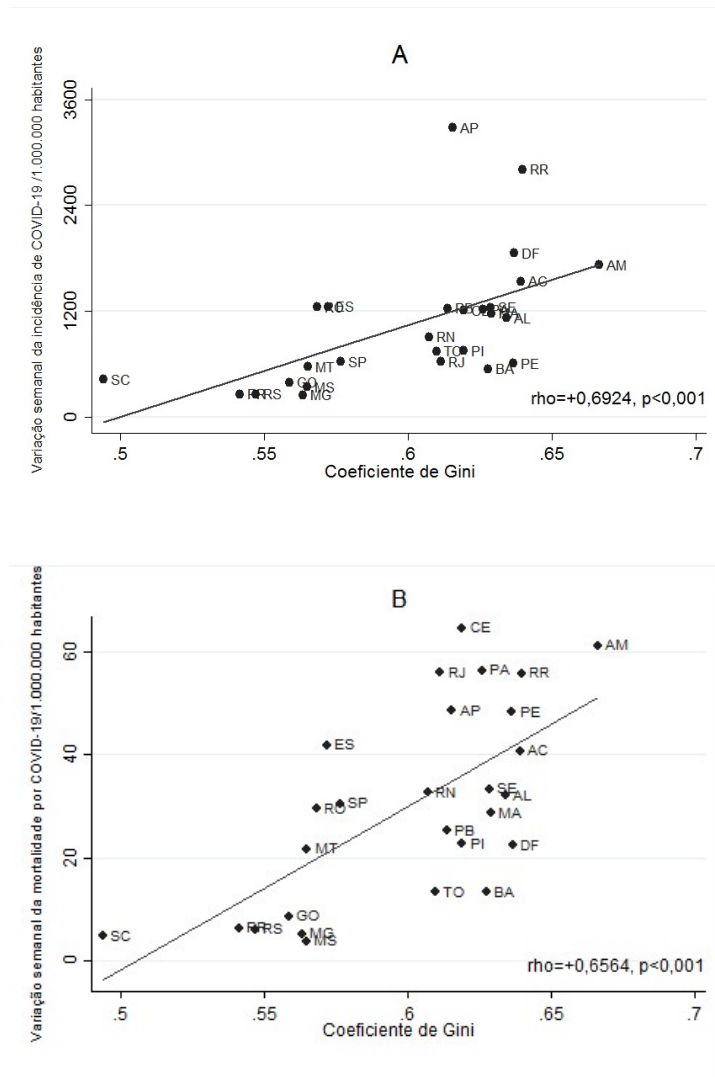 A
Variação semanal da incidência de COVID-19 /1.000.000 habitantes
3600
2400
1200
0
AP
RR
DF
AM
AC
ES
AL
RN
TO
PI
RJ
PE
BA
SP
MT
SC
GO
MS
MG
RS
rho=+0,6924, p<0,001
.5
.55
.6
.65
.7
Coeficiente de Gini
B
Variação semanal da mortalidade por COVID-19/1.000.000 habitantes
60
40
20
0
CE
AM
RJ
PA
RR
AP
PE
ES
AC
RN
SE
AL
RO
SP
MA
PB
MT
PI
DF
TO
BA
GO
SC
PR
RS
MG
MS
rho=+0,6564, p<0,001
.5
.55
.6
.65
.7
Coeficiente de Gini